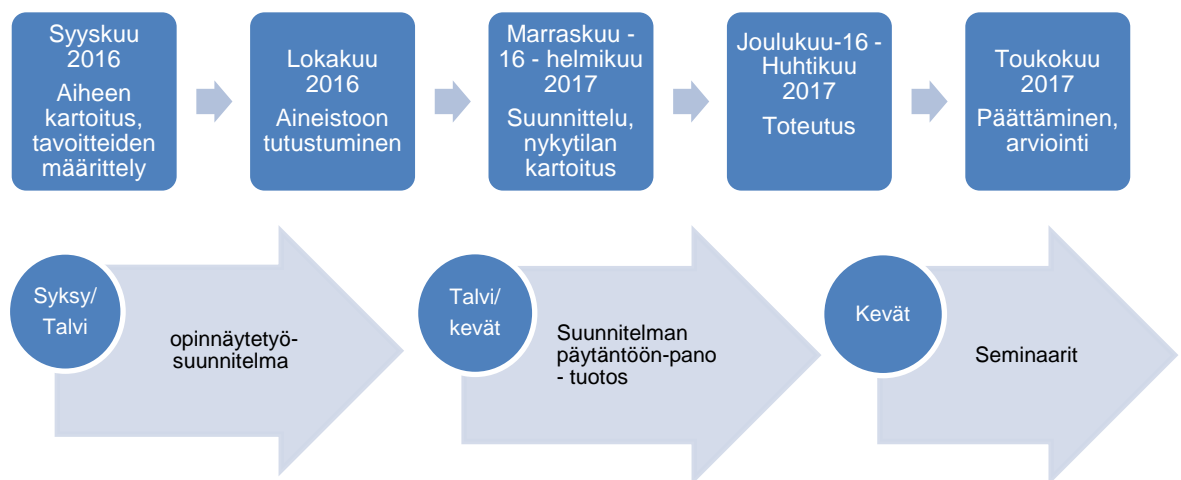 Syyskuu
2016
Aiheen
kartoitus,
tavoitteiden
määrittely
Lokakuu
2016
Aineistoon
tutustuminen
Marraskuu -
16 - helmikuu
2017
Suunnittelu,
nykytilan
kartoitus
Joulukuu-16 -
Huhtikuu
2017
Toteutus
Toukokuu
2017
Päättäminen,
arviointi
Syksy/
Talvi
opinnäytetyö-
suunnitelma
Talvi/
kevät
Suunnitelman
päytäntöön-pano
- tuotos
Kevät
Seminaarit